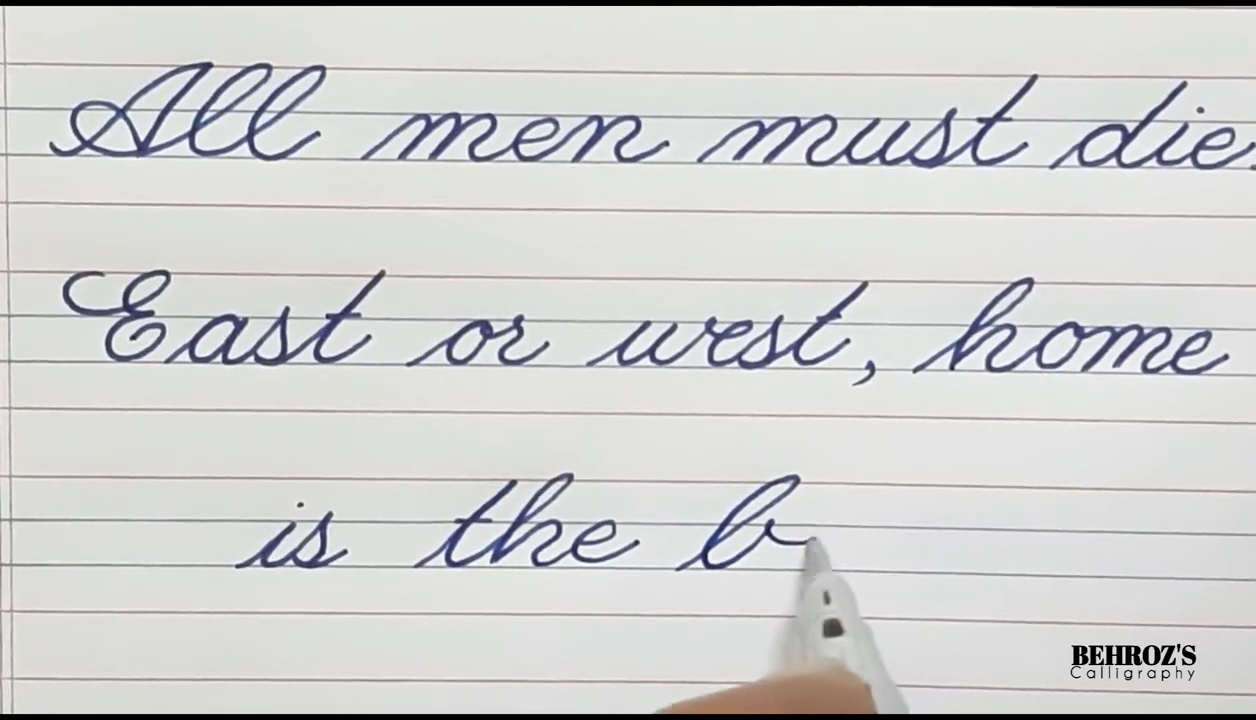 All men must die.
East or west, home
is the b
BEHROZ'S
Calligraphy